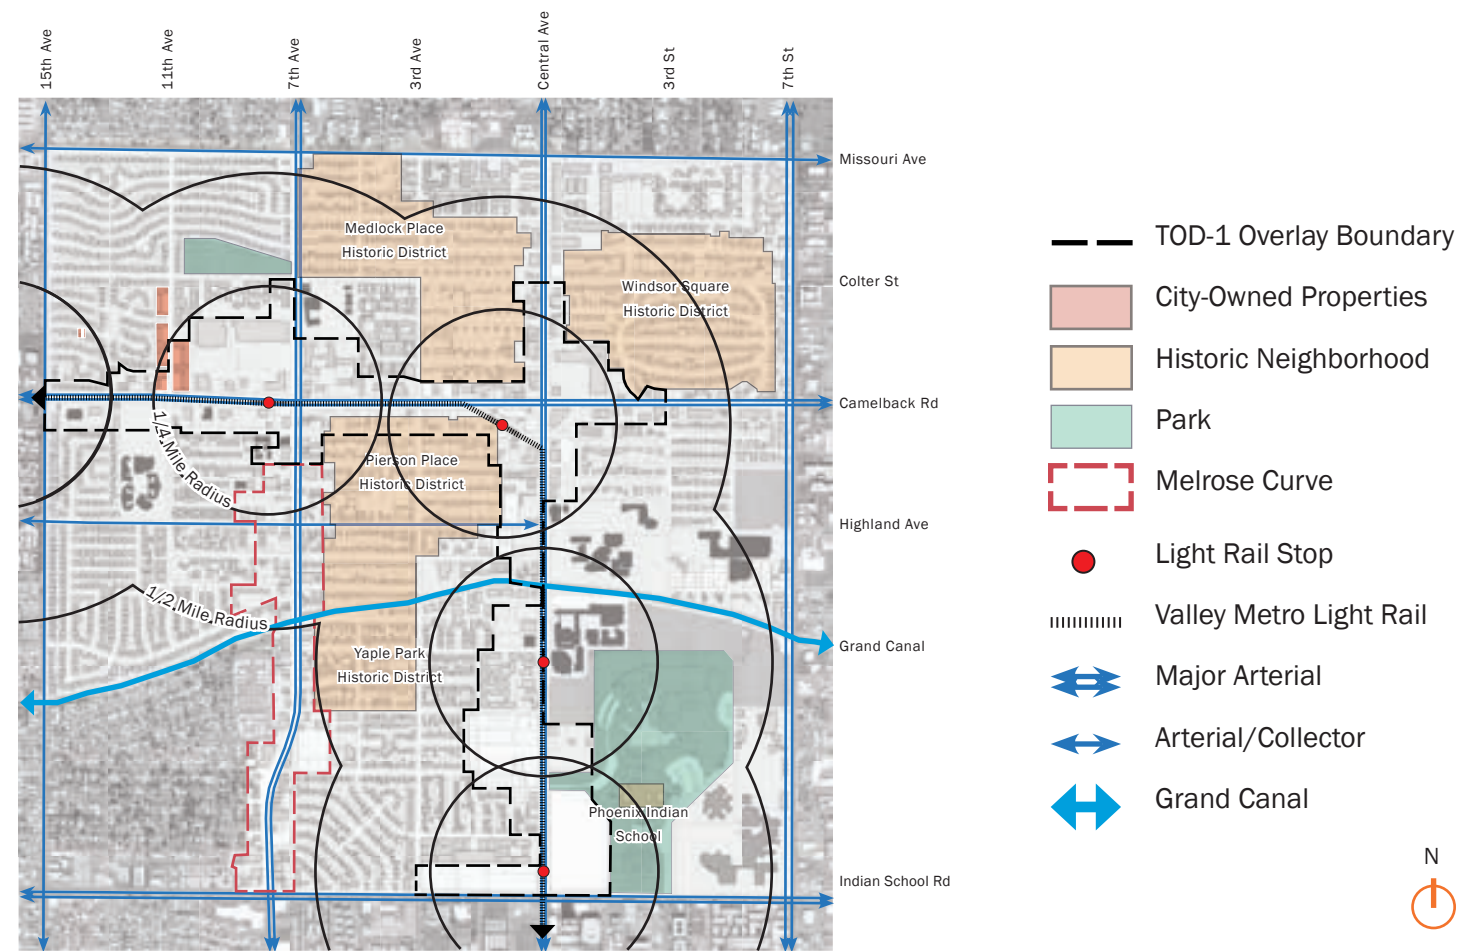 15th Ave
11th Ave
7th Ave
3rd Ave
Central Ave
3rd St
7th St
Missouri Ave
Medlock Place
Historic District
Colter St
Windsor Square
Historic District
Camelback Rd
1/4 Mile Radius
Pierson Place
Historic District
Highland Ave
1/2 Mile Radius
Grand Canal
Yaple Park
Historic District
Phoenix Indian
School
Indian School Rd
TOD-1 Overlay Boundary
City-Owned Properties
Historic Neighborhood
Park
Melrose Curve
Light Rail Stop
Valley Metro Light Rail
Major Arterial
Arterial/Collector
Grand Canal
N